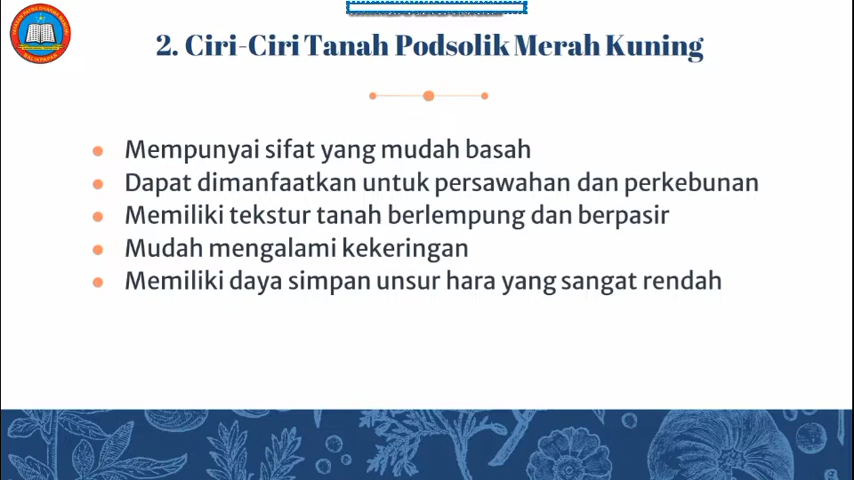 2. Ciri-Ciri Tanah Podsolik Merah Kuning
Mempunyai sifat yang mudah basah
Dapat dimanfaatkan untuk persawahan dan perkebunan
Memiliki tekstur tanah berlempung dan berpasir
Mudah mengalami kekeringan
Memiliki daya simpan unsur hara yang sangat rendah